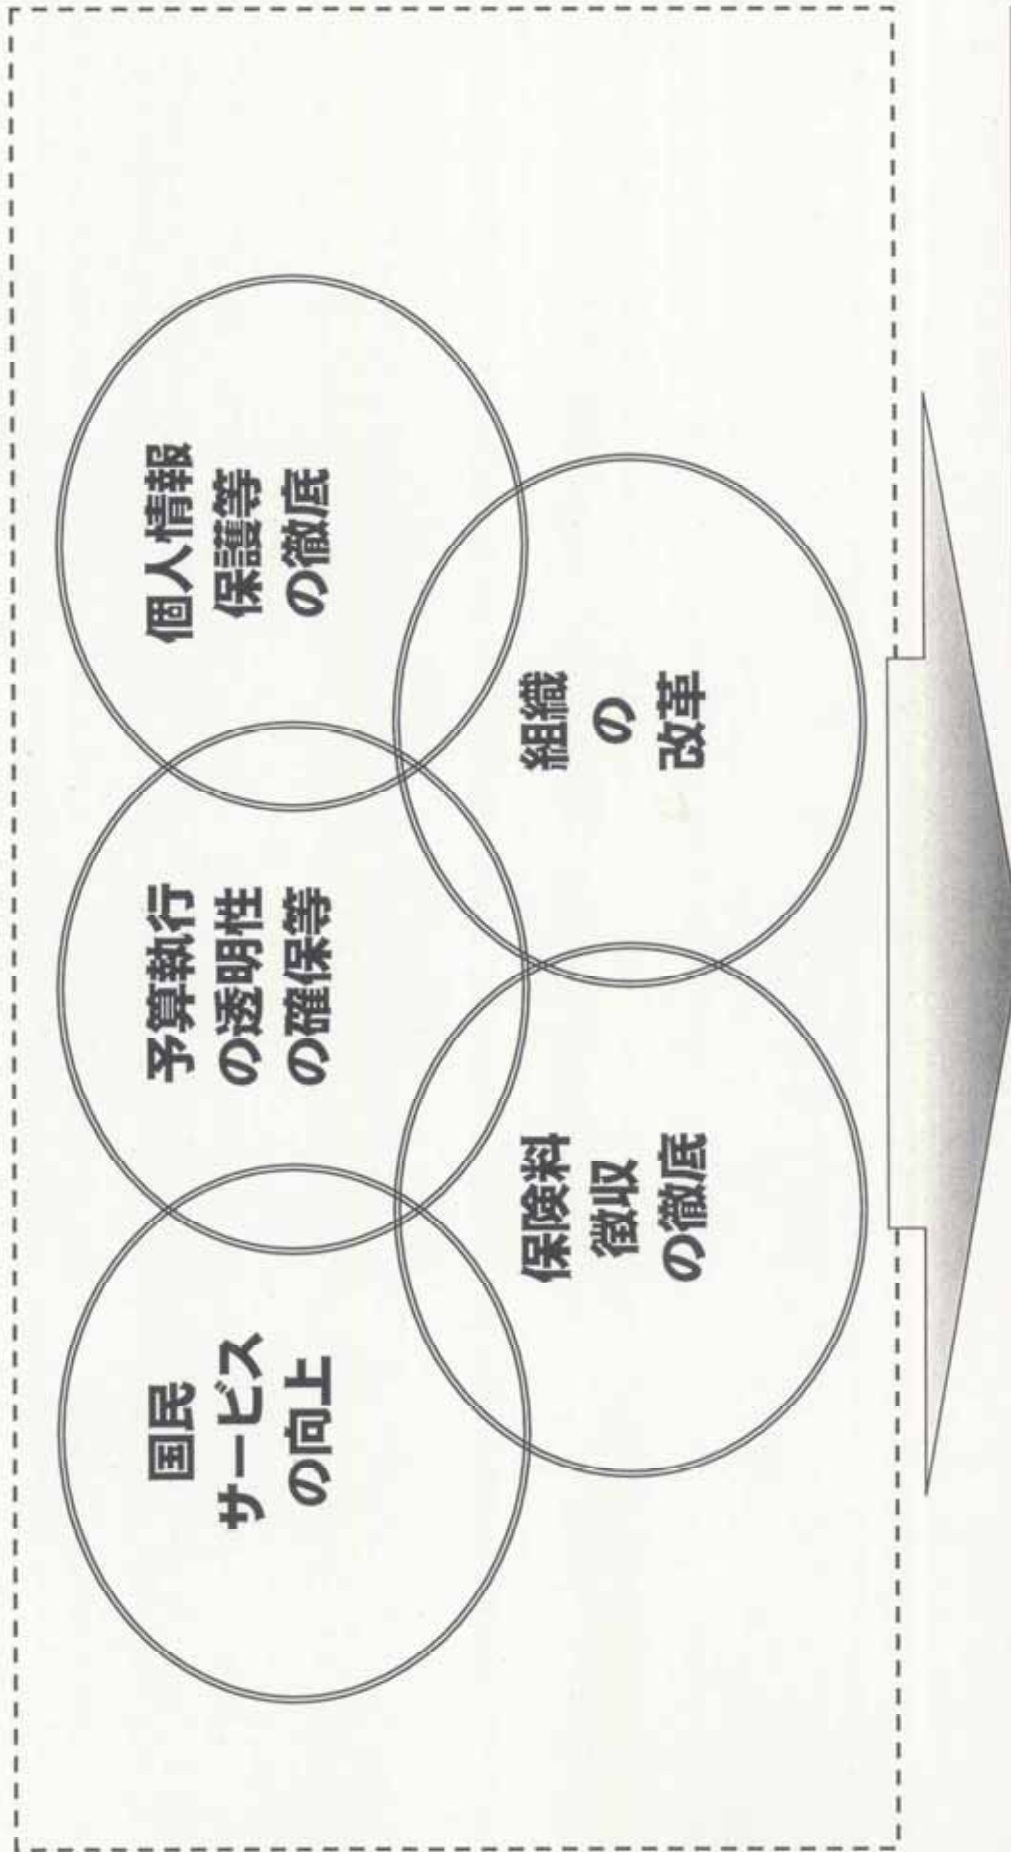 国民
サービス
の向上
予算執行
の透明性
の確保等
個人情報
保護等
の徹底
保険料
徴収
の徹底
組織
の
改革